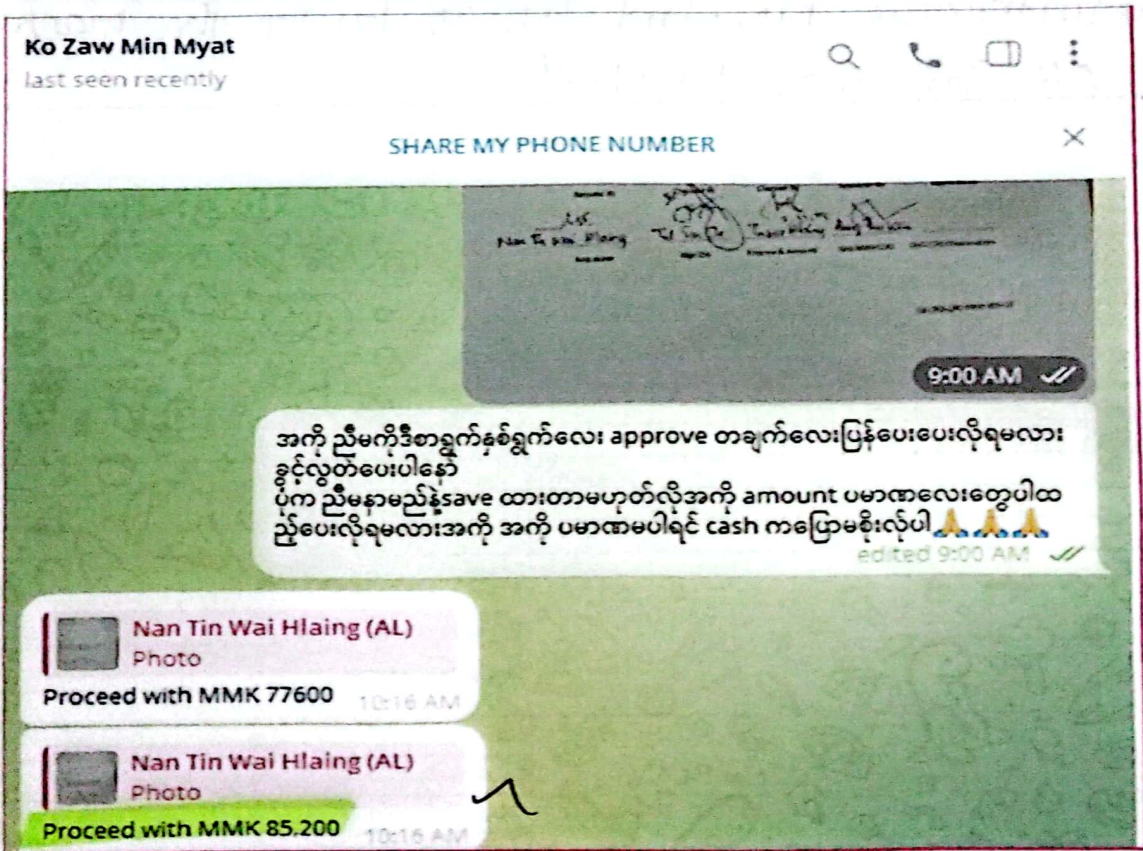 Ko Zaw Min Myat
last seen recently
SHARE MY PHONE NUMBER
Nan Tin Wai Hlaing
9:00 AM
အကို ညီမကိုဒီစာရွက်နှစ်ရွက်လေး approve တချက်လေးပြန်ပေးပေးလို့ရမလား
ခွင့်လွှတ်ပေးပါနော်
ပုံက ညီမနာမည်နဲ့save ထားတာမဟုတ်လို့အကို amount ပမာဏလေးတွေပါထ
ည့်ပေးလို့ရမလားအကို အကို ပမာဏမပါရင် cash ကပြောမစိုးလို့ပါ 🙏🙏🙏
edited 9:00 AM
Nan Tin Wai Hlaing (AL)
Photo
Proceed with MMK 77600 10:16 AM
Nan Tin Wai Hlaing (AL)
Photo
Proceed with MMK 85,200 10:16 AM